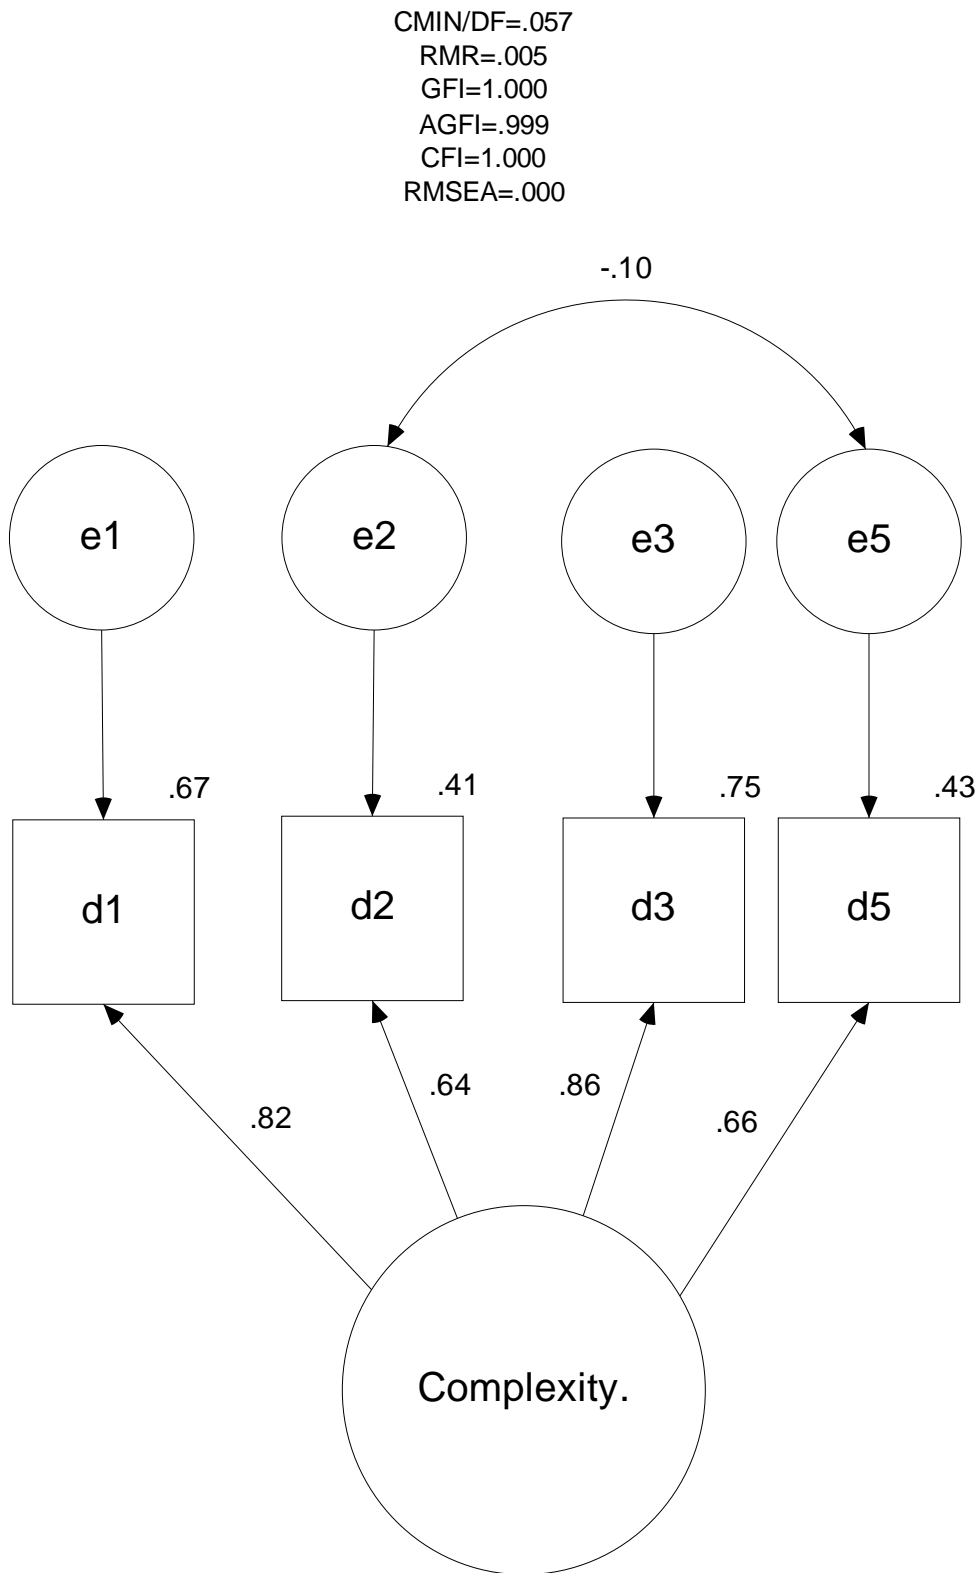 CMIN/DF=.057
RMR=.005
GFI=1.000
AGFI=.999
CFI=1.000
RMSEA=.000
-.10
e1 e2 e3 e5
.67 .41 .75 .43
d1 d2 d3 d5
.82 .64 .86 .66
Complexity.